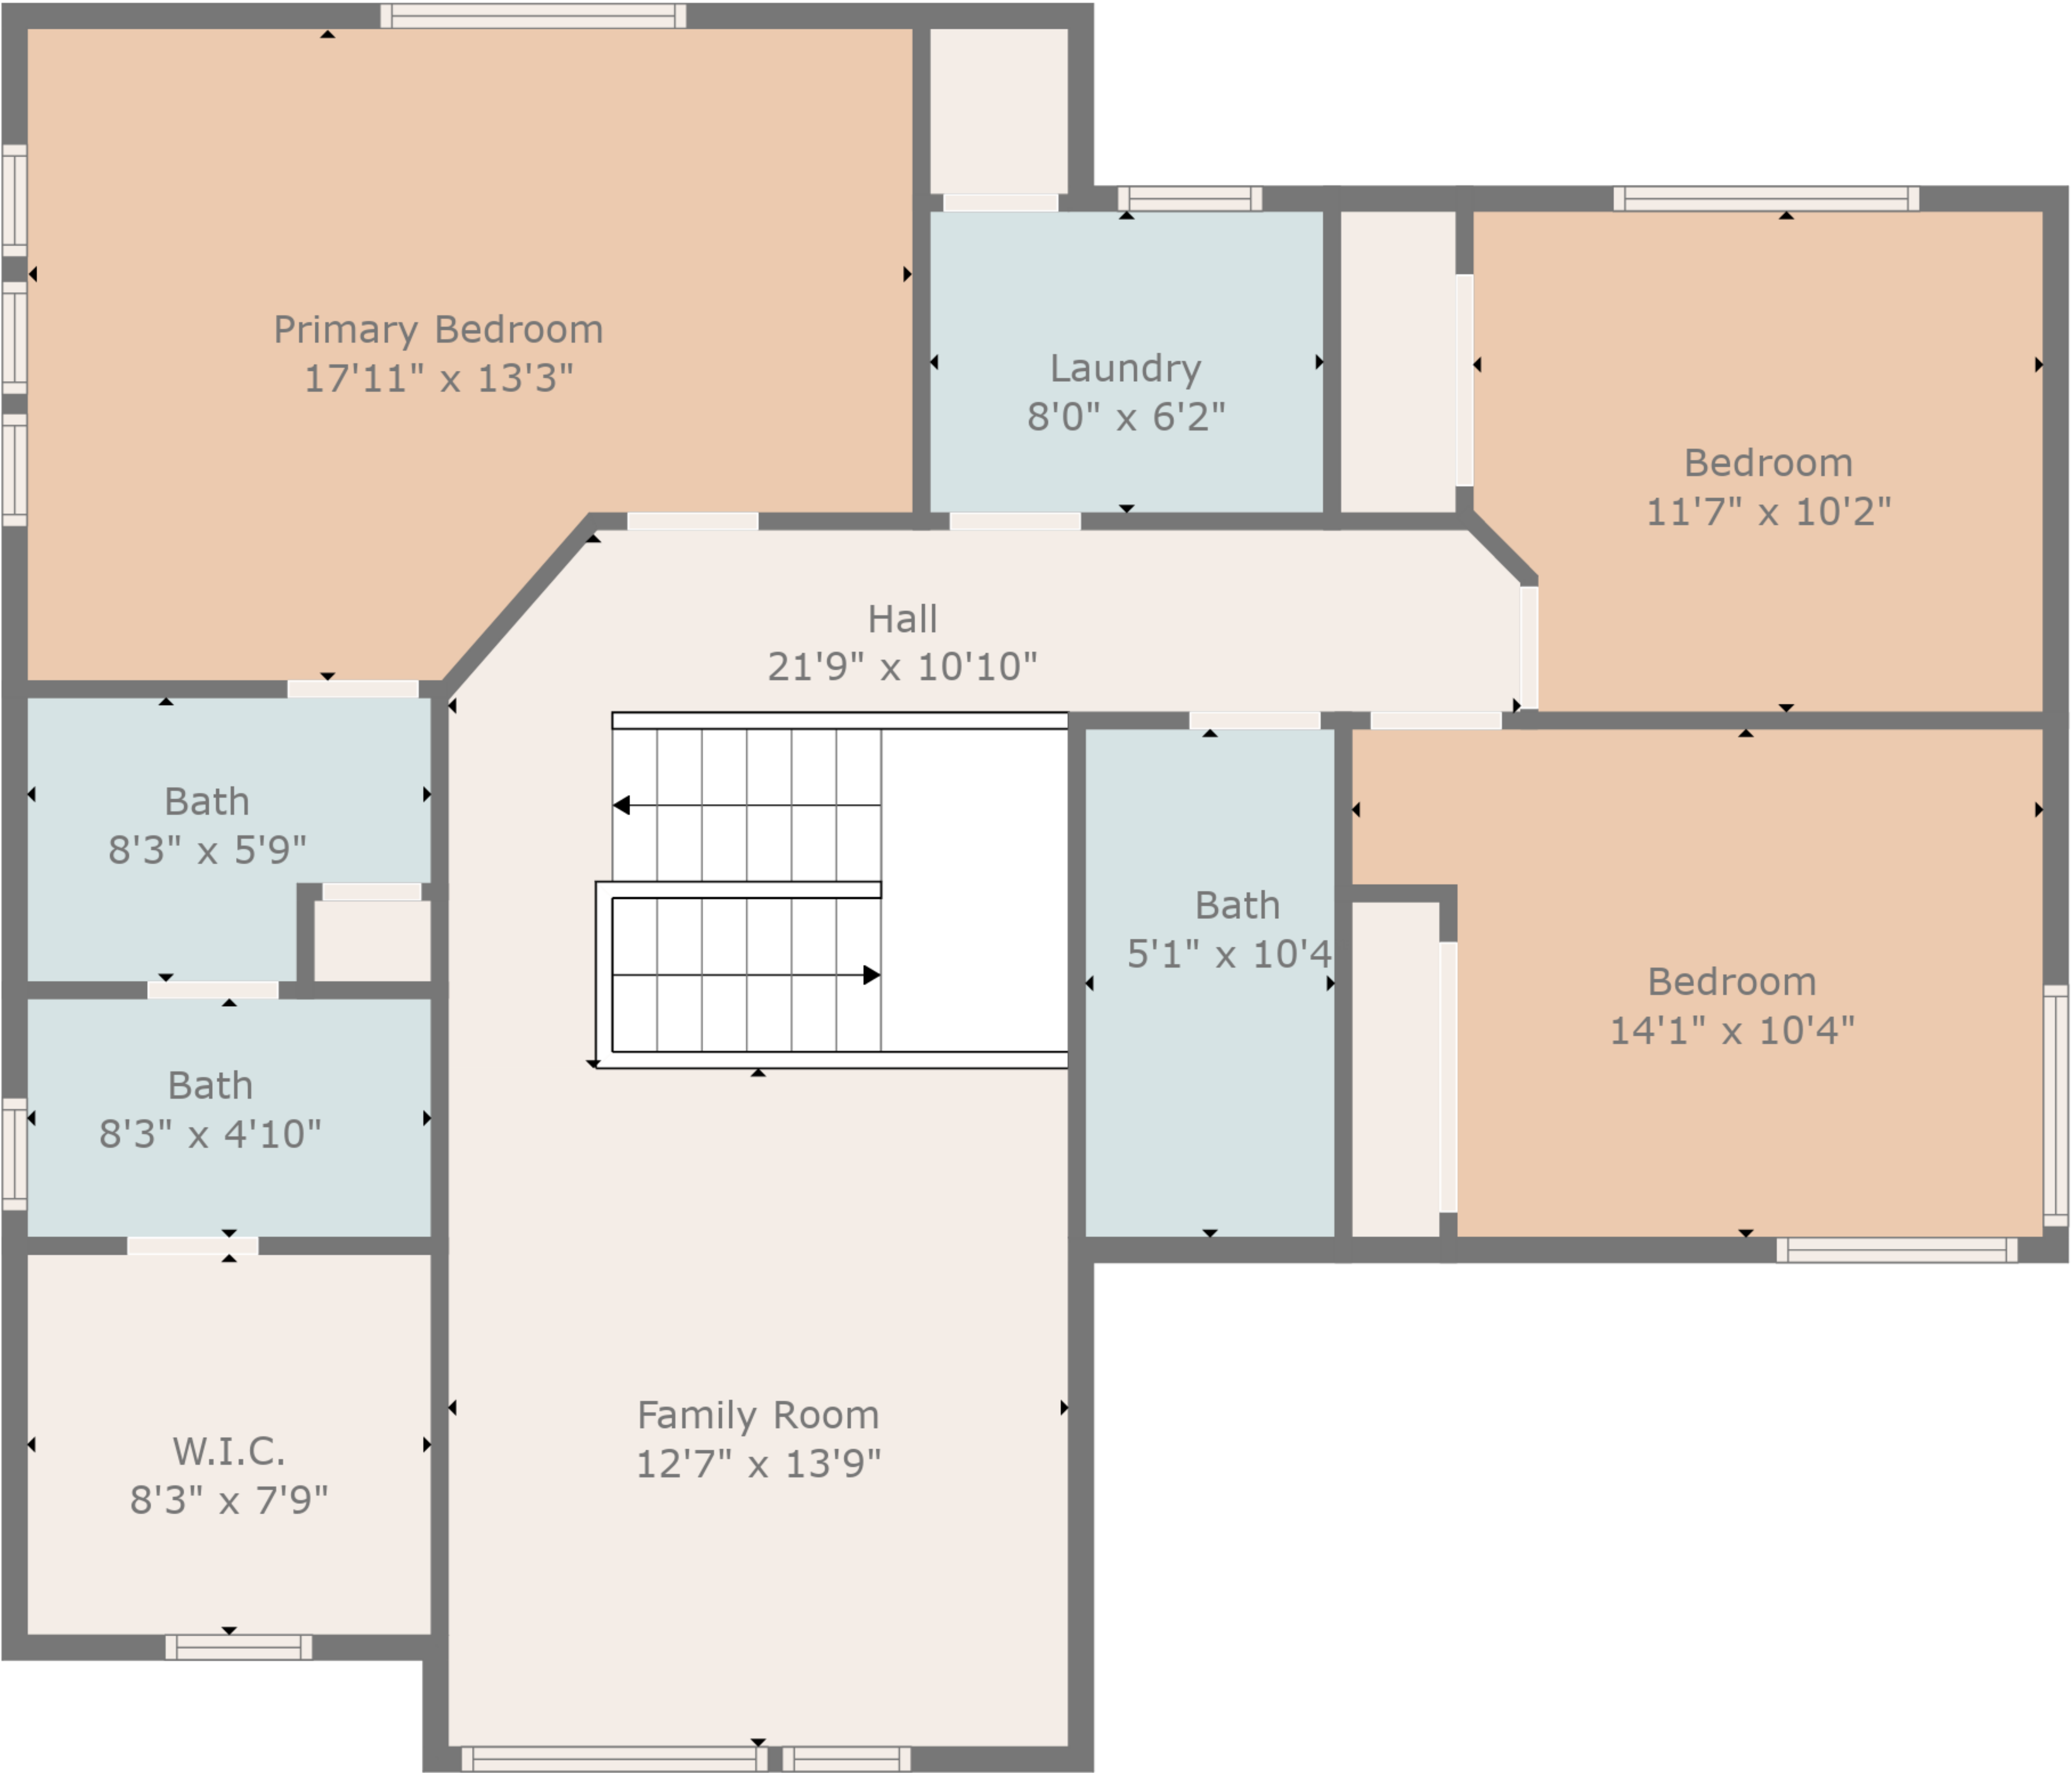 Primary Bedroom
17'11" x 13'3"
Laundry
8'0" x 6'2"
Bedroom
11'7" x 10'2"
Hall
21'9" x 10'10"
Bath
8'3" x 5'9"
Bath
5'1" x 10'4
Bedroom
14'1" x 10'4"
Bath
8'3" x 4'10"
Family Room
12'7" x 13'9"
W.I.C.
8'3" x 7'9"